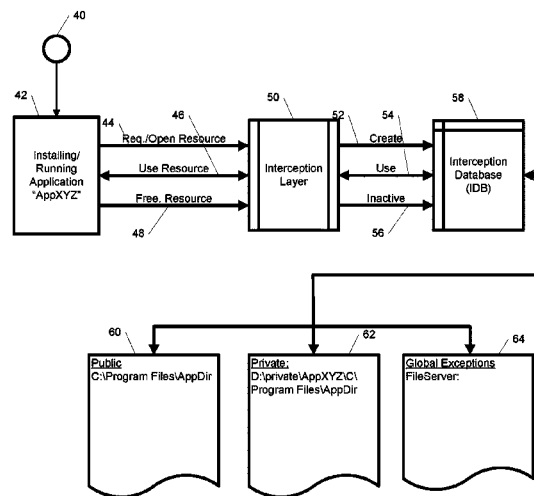 40
42
44
46
50
52
54
58
Req./Open Resource
Create
Installing/
Running
Application
"AppXYZ"
Use Resource
Interception
Layer
Use
Interception
Database
(IDB)
Free. Resource
Inactive
48
56
60
62
64
Public
C:\Program Files\AppDir
Private:
D:\private\AppXYZ\C\
Program Files\AppDir
Global Exceptions
FileServer: